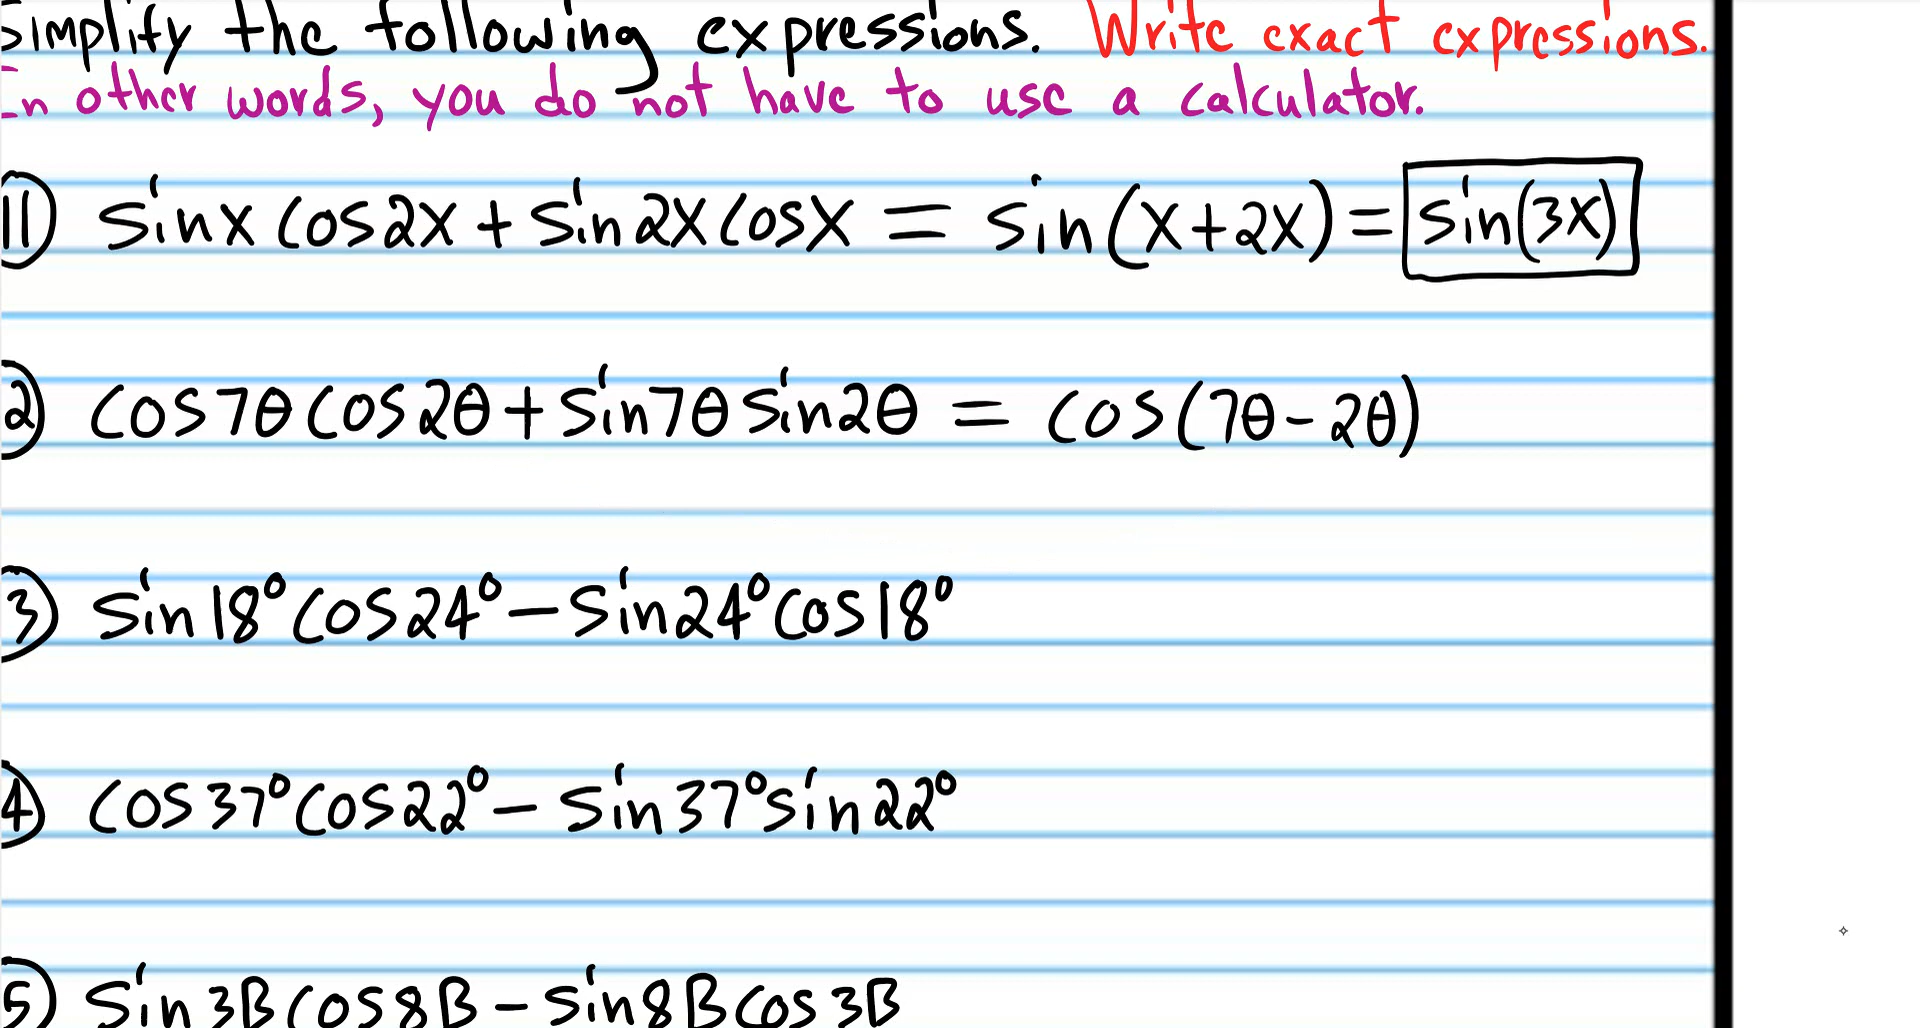 Simplify the following expressions. Write exact expressions.
In other words, you do not have to use a calculator.
11) sinx cos2x + sin2x cosx = sin(x+2x) = sin(3x)
2) cos7θ cos2θ + sin7θ sin2θ = cos(7θ-2θ)
3) sin18° cos24° - sin24° cos18°
4) cos37° cos22° - sin37° sin22°
5) sin3B cos8B - sin8B cos3B